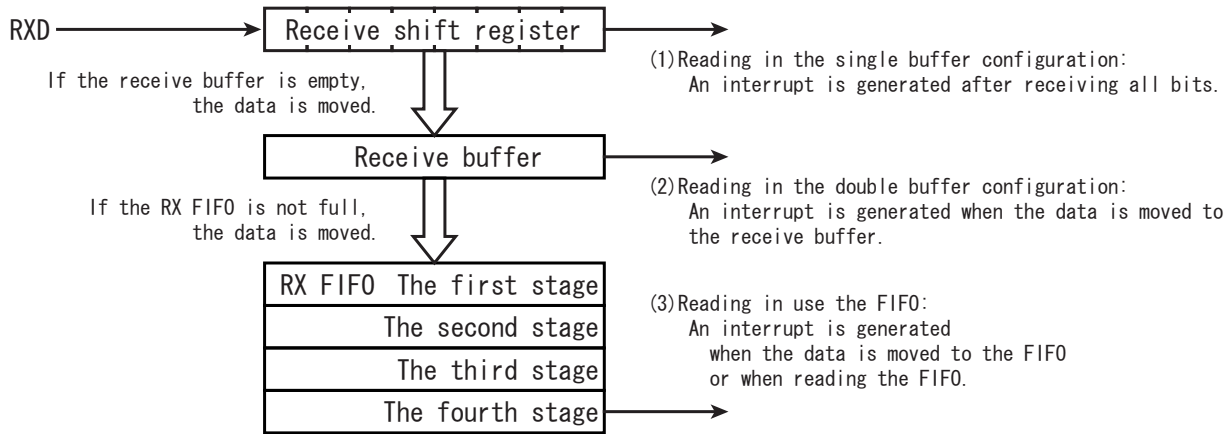 RXD
Receive shift register
If the receive buffer is empty,
the data is moved.
(1)Reading in the single buffer configuration:
An interrupt is generated after receiving all bits.
Receive buffer
If the RX FIFO is not full,
the data is moved.
(2)Reading in the double buffer configuration:
An interrupt is generated when the data is moved to
the receive buffer.
RX FIFO The first stage
The second stage
The third stage
The fourth stage
(3)Reading in use the FIFO:
An interrupt is generated
when the data is moved to the FIFO
or when reading the FIFO.